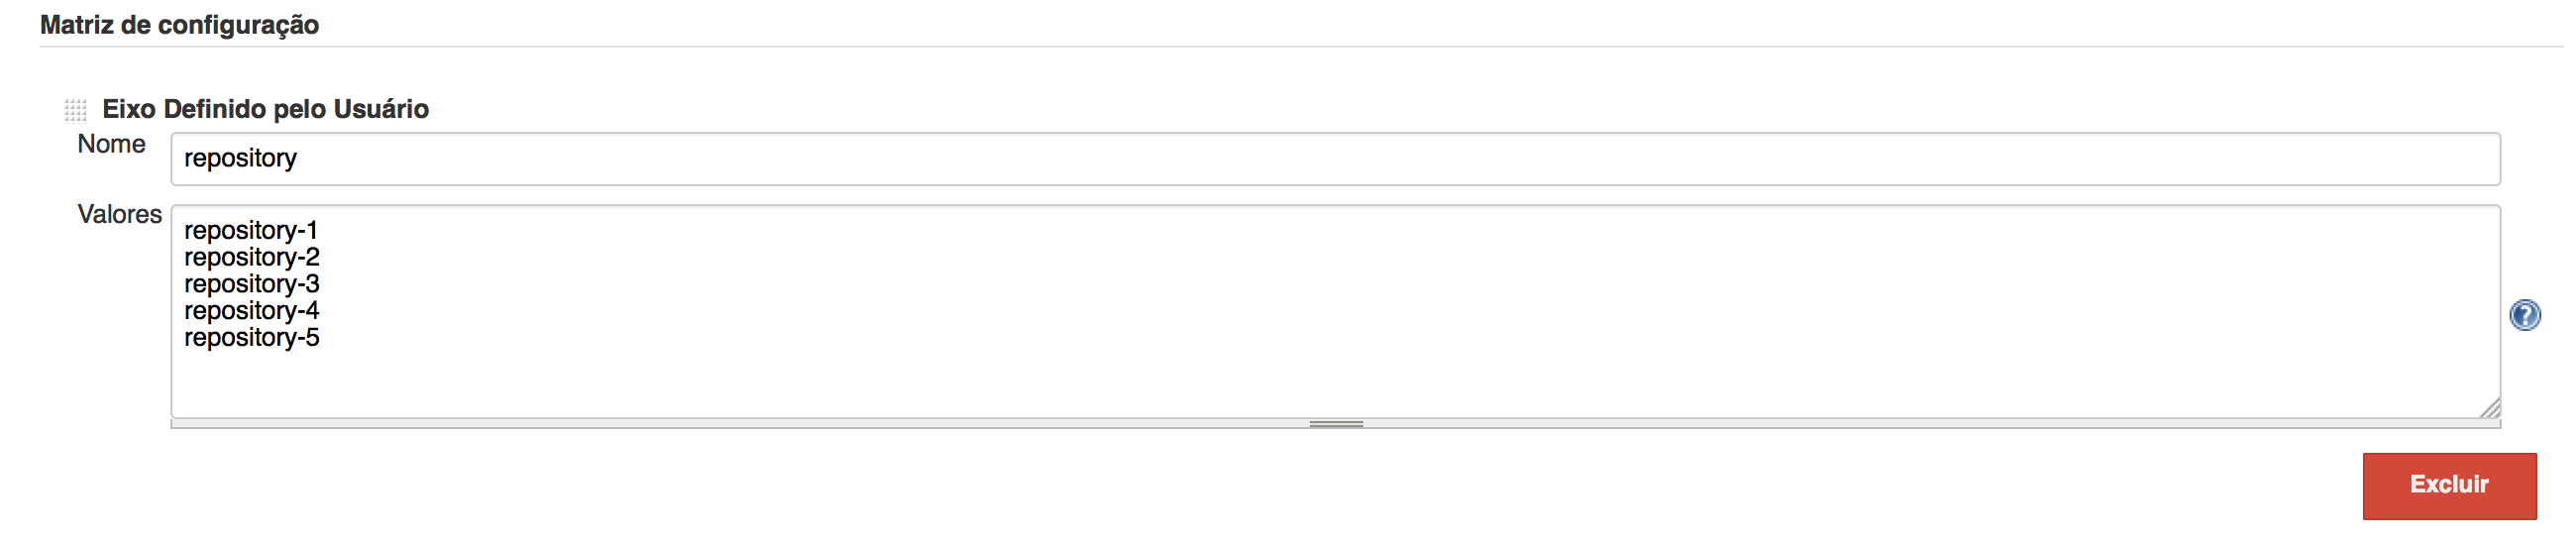 Matriz de configuração
Eixo Definido pelo Usuário
Nome
repository
Valores
repository-1
repository-2
repository-3
repository-4
repository-5
?
Excluir